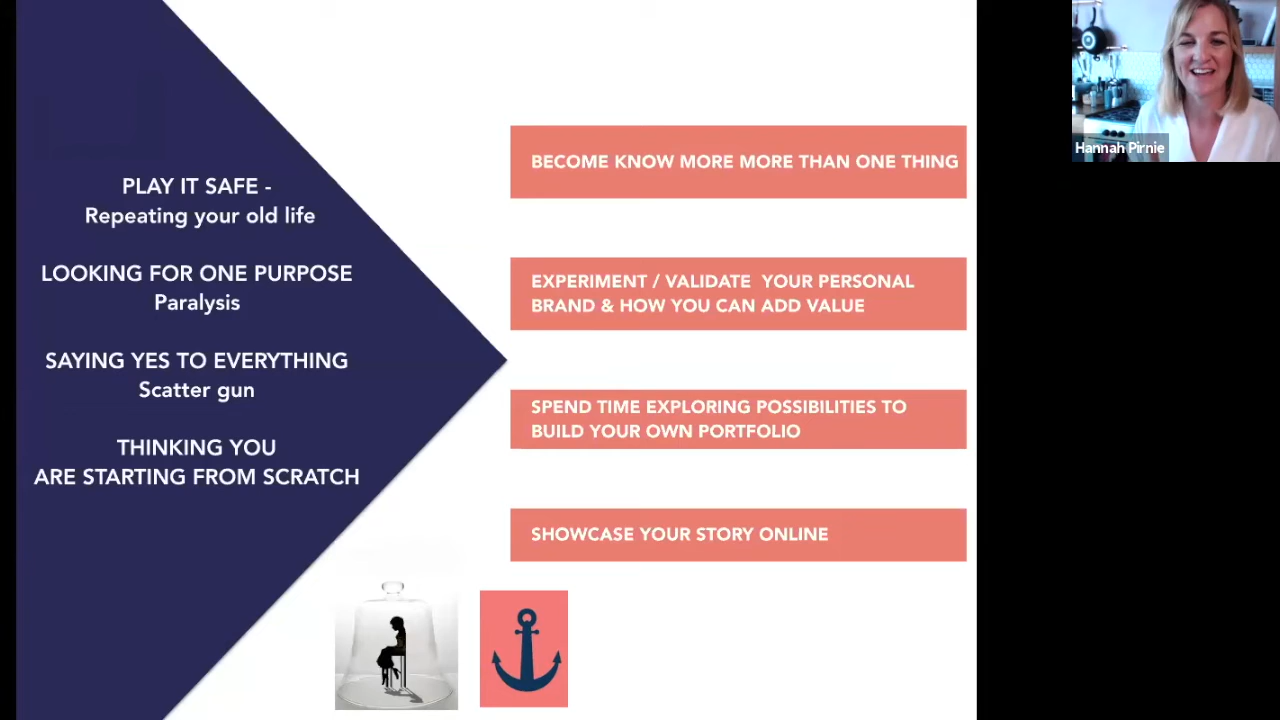 PLAY IT SAFE -
Repeating your old life
LOOKING FOR ONE PURPOSE
Paralysis
SAYING YES TO EVERYTHING
Scatter gun
THINKING YOU
ARE STARTING FROM SCRATCH
BECOME KNOW MORE MORE THAN ONE THING
EXPERIMENT / VALIDATE YOUR PERSONAL
BRAND & HOW YOU CAN ADD VALUE
SPEND TIME EXPLORING POSSIBILITIES TO
BUILD YOUR OWN PORTFOLIO
SHOWCASE YOUR STORY ONLINE
Hannah Pirnie